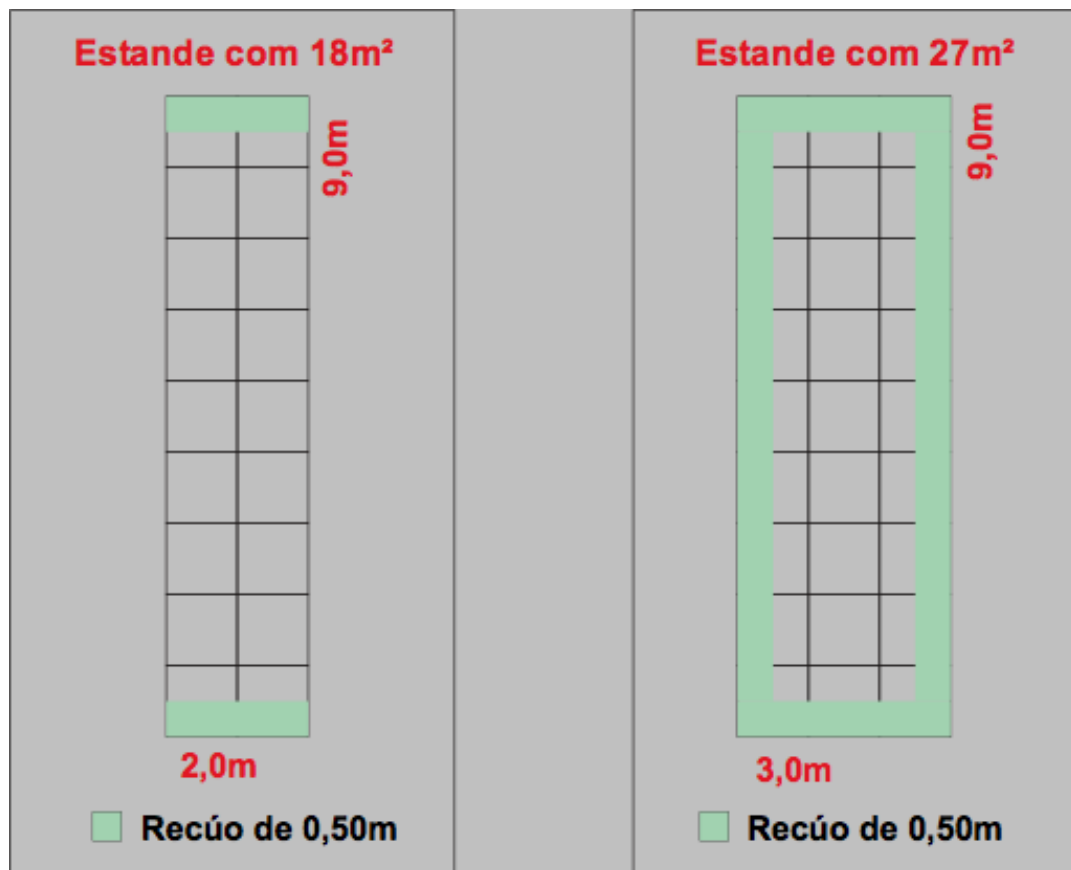 Estande com 18m²
9,0m
2,0m
Recúo de 0,50m
Estande com 27m²
9,0m
3,0m
Recúo de 0,50m